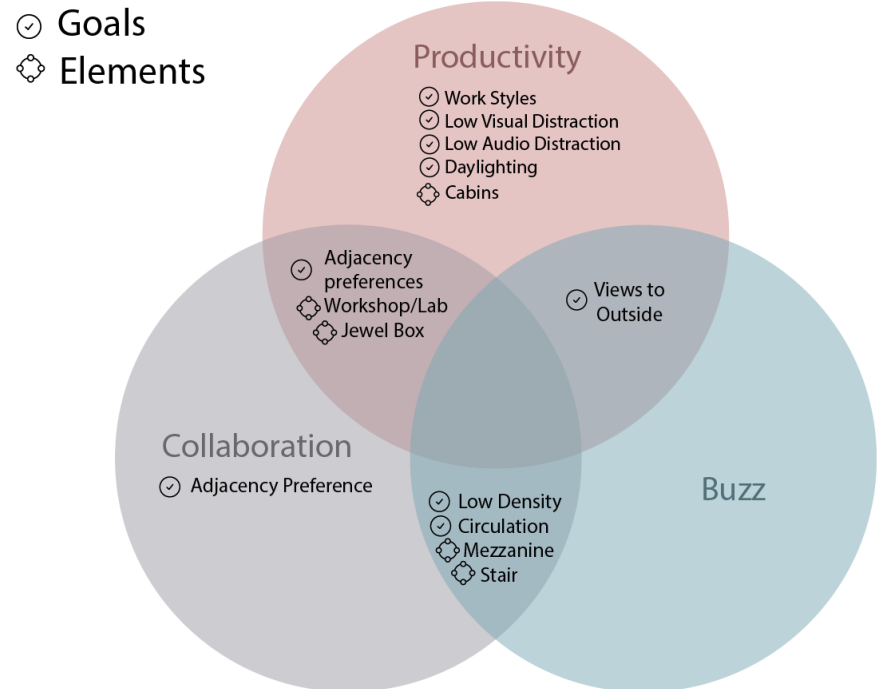 Goals
Elements
Productivity
Work Styles
Low Visual Distraction
Low Audio Distraction
Daylighting
Cabins
Adjacency
preferences
Workshop/Lab
Jewel Box
Views to
Outside
Collaboration
Adjacency Preference
Buzz
Low Density
Circulation
Mezzanine
Stair